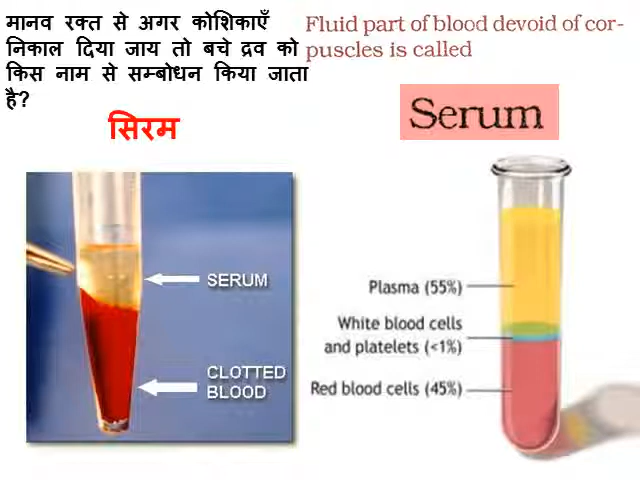 मानव रक्त से अगर कोशिकाएँ
निकाल दिया जाय तो बचे द्रव को
किस नाम से सम्बोधन किया जाता
है?
सिरम
Fluid part of blood devoid of cor-
puscles is called
Serum
SERUM
CLOTTED
BLOOD
Plasma (55%)
White blood cells
and platelets (<1%)
Red blood cells (45%)